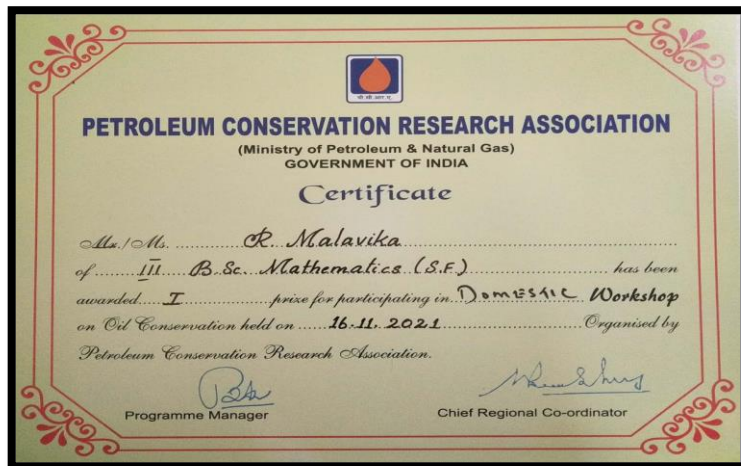 पी.सी.आर.ए.
PETROLEUM CONSERVATION RESEARCH ASSOCIATION
(Ministry of Petroleum & Natural Gas)
GOVERNMENT OF INDIA
Certificate
Mr./Ms. R. Malavika
of III B.Sc. Mathematics (S.F.) has been
awarded I prize for participating in DOMESTIC Workshop
on Oil Conservation held on 16.11.2021 Organised by
Petroleum Conservation Research Association.
Programme Manager Chief Regional Co-ordinator